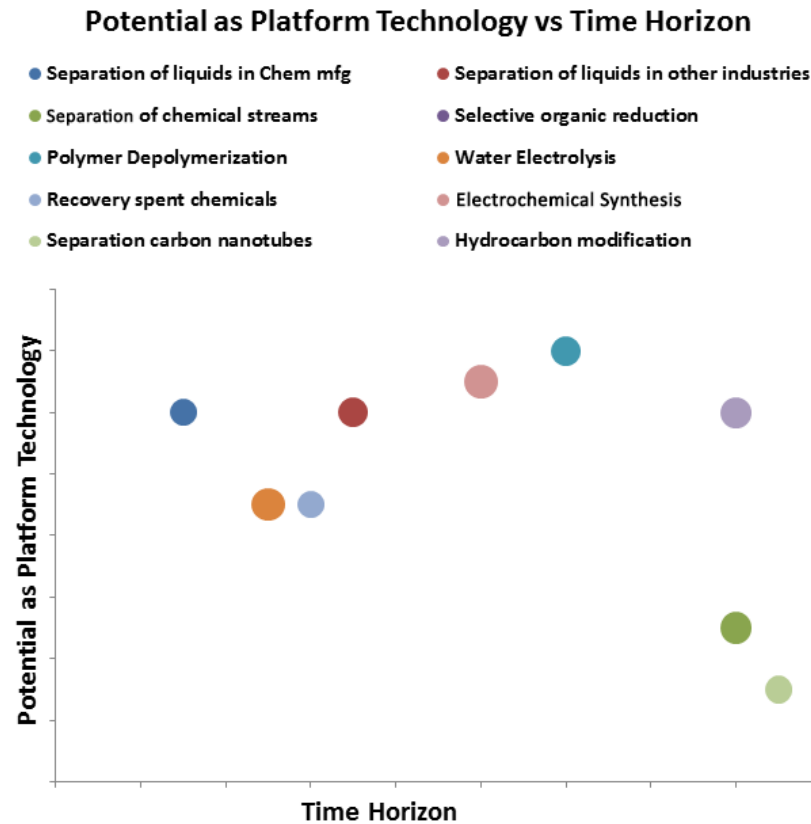 Potential as Platform Technology vs Time Horizon
Separation of liquids in Chem mfg
Separation of liquids in other industries
Separation of chemical streams
Selective organic reduction
Polymer Depolymerization
Water Electrolysis
Recovery spent chemicals
Electrochemical Synthesis
Separation carbon nanotubes
Hydrocarbon modification
Potential as Platform Technology
Time Horizon